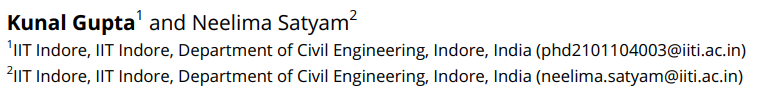 Kunal Gupta¹ and Neelima Satyam²
¹IIT Indore, IIT Indore, Department of Civil Engineering, Indore, India (phd2101104003@iiti.ac.in)
²IIT Indore, IIT Indore, Department of Civil Engineering, Indore, India (neelima.satyam@iiti.ac.in)